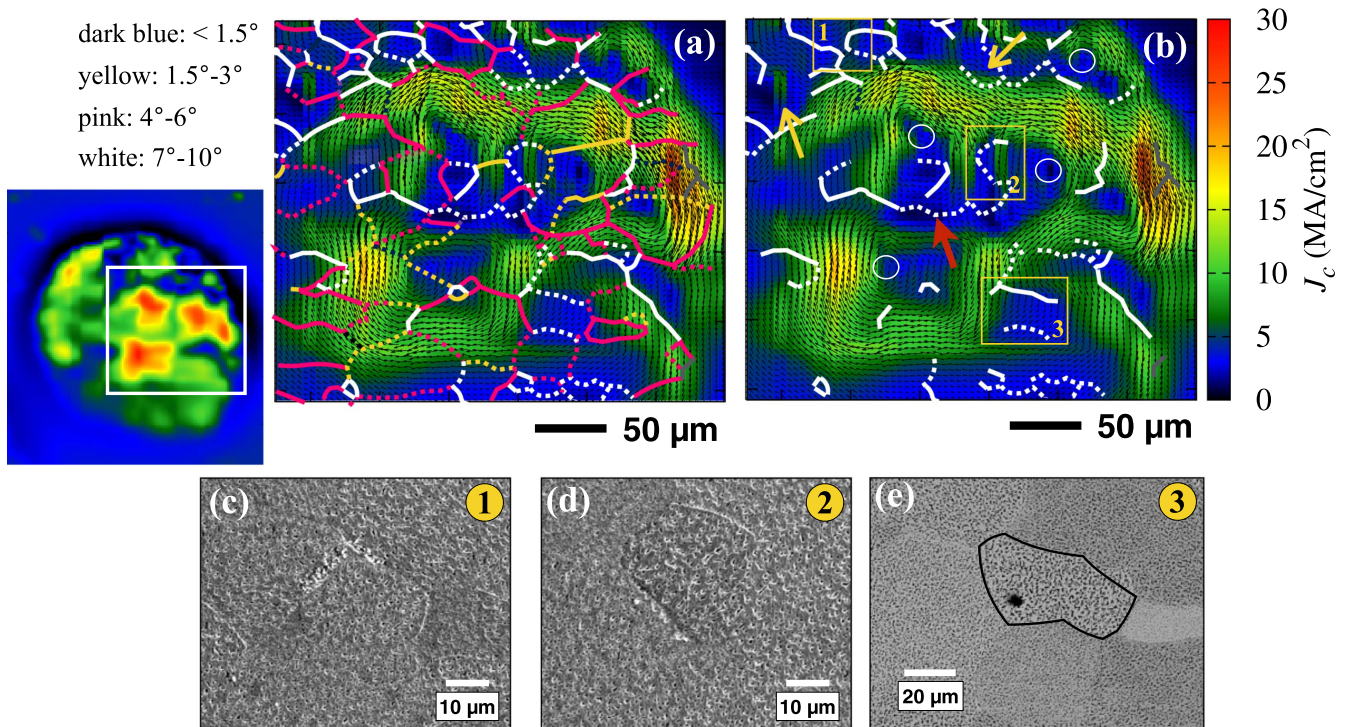 dark blue: < 1.5°
yellow: 1.5°-3°
pink: 4°-6°
white: 7°-10°
(a)
50 µm
(b)
1
2
3
50 µm
30
25
20
15
10
5
0
J_c (MA/cm²)
(c)
1
10 µm
(d)
2
10 µm
(e)
3
20 µm